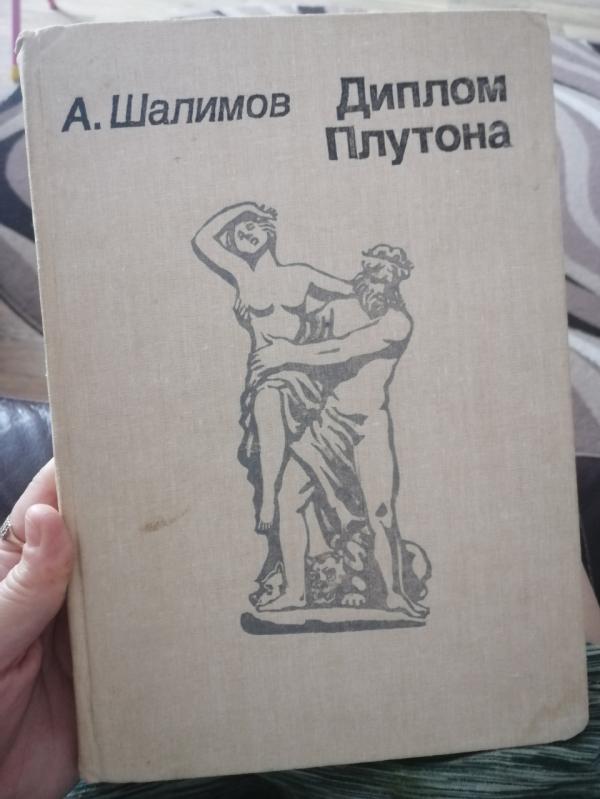 А. Шалимов
Диплом
Плутона